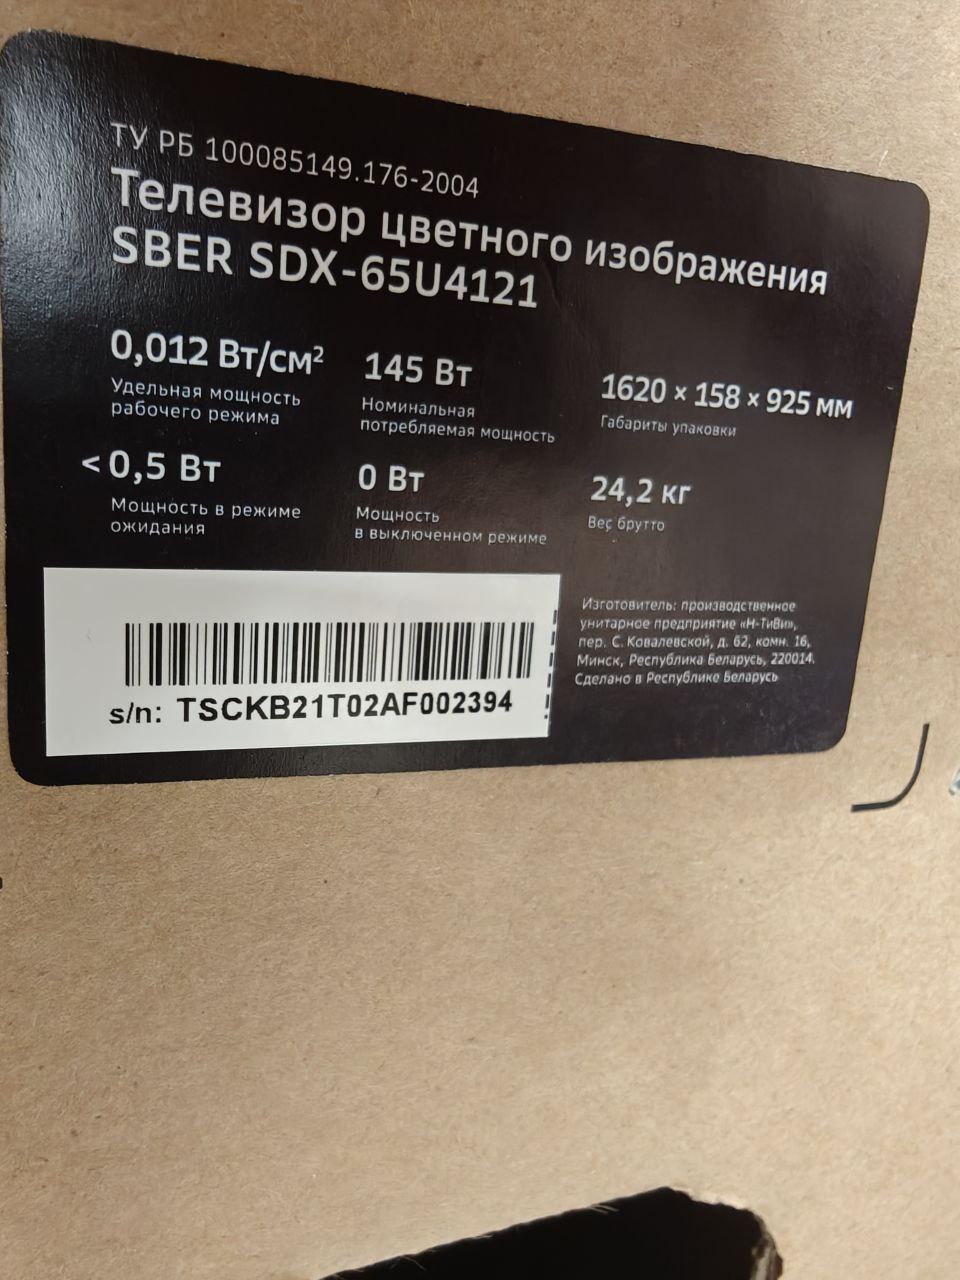 ТУ РБ 100085149.176-2004
Телевизор цветного изображения
SBER SDX-65U4121
0,012 Вт/см²
Удельная мощность
рабочего режима
145 Вт
Номинальная
потребляемая мощность
1620 × 158 × 925 мм
Габариты упаковки
< 0,5 Вт
Мощность в режиме
ожидания
0 Вт
Мощность
в выключенном режиме
24,2 кг
Вес брутто
s/n: TSCKB21T02AF002394
Изготовитель: производственное
унитарное предприятие «Н-ТиВи»,
пер. С. Ковалевской, д. 62, комн. 16,
Минск, Республика Беларусь, 220014.
Сделано в Республике Беларусь